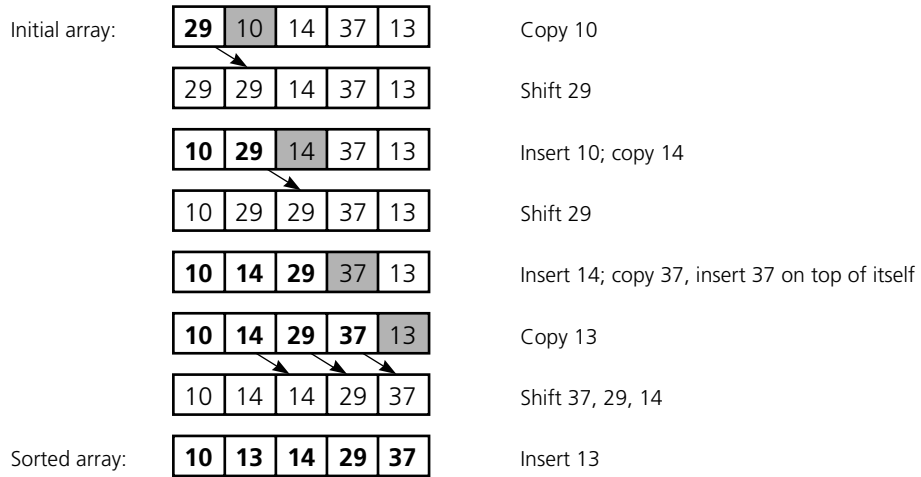 Initial array: 29 10 14 37 13 Copy 10
29 29 14 37 13 Shift 29
10 29 14 37 13 Insert 10; copy 14
10 29 29 37 13 Shift 29
10 14 29 37 13 Insert 14; copy 37, insert 37 on top of itself
10 14 29 37 13 Copy 13
10 14 14 29 37 Shift 37, 29, 14
Sorted array: 10 13 14 29 37 Insert 13